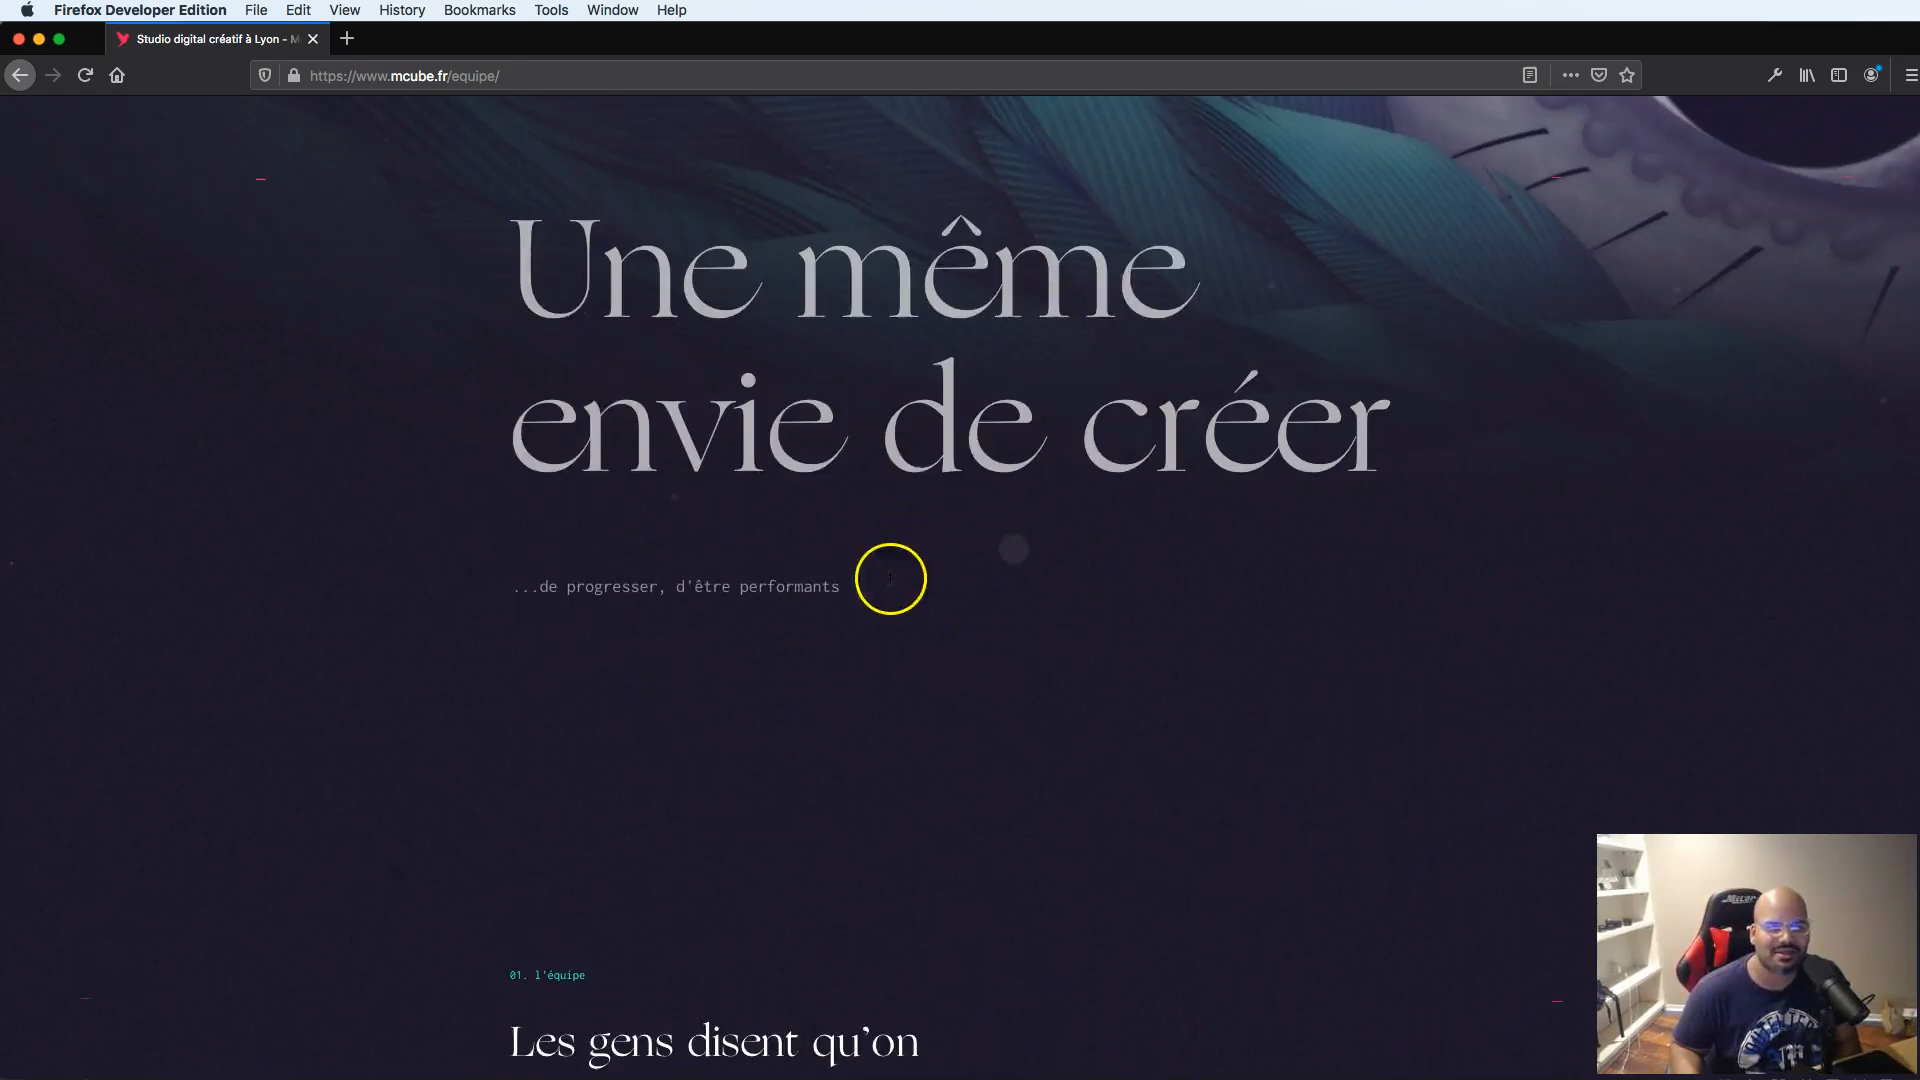 Firefox Developer Edition File Edit View History Bookmarks Tools Window Help
Studio digital créatif à Lyon - M
https://www.mcube.fr/equipe/
Une même
envie de créer
...de progresser, d'être performants
01. l'équipe
Les gens disent qu'on